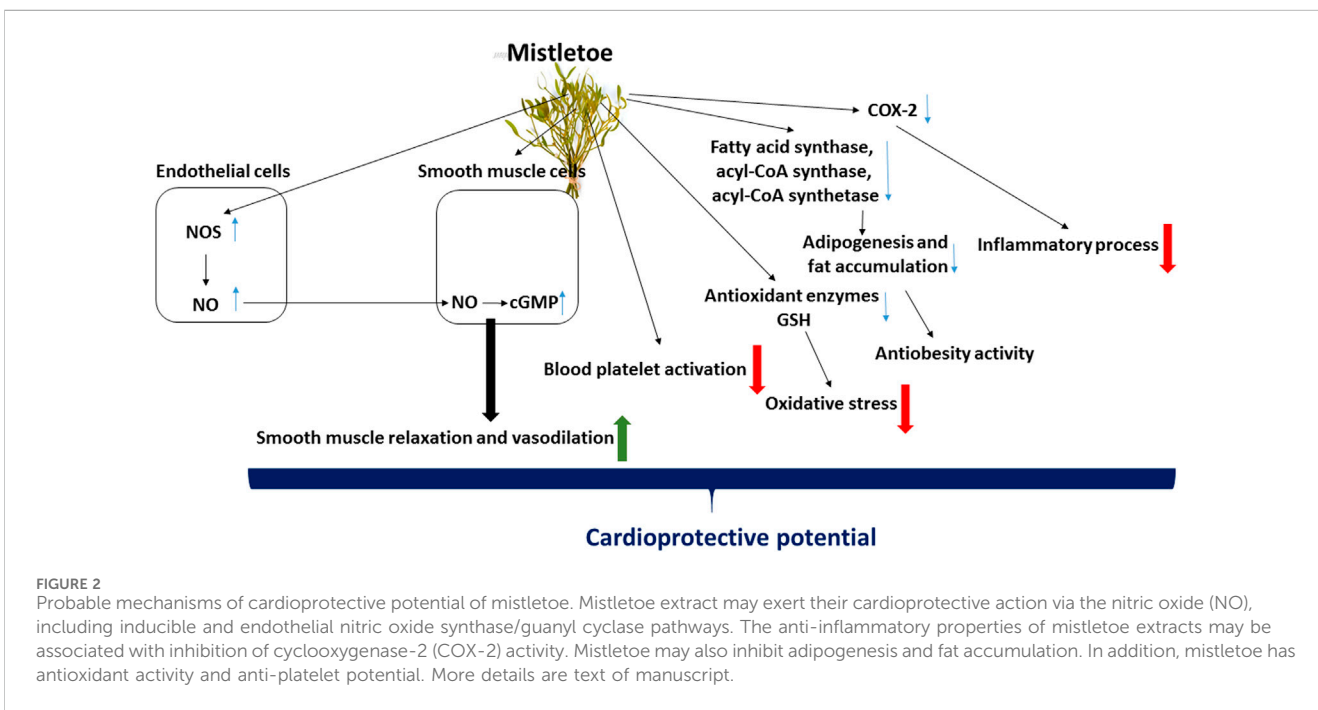 Mistletoe
COX-2
Fatty acid synthase,
acyl-CoA synthase,
acyl-CoA synthetase
Endothelial cells
Smooth muscle cells
NOS
Adipogenesis and
fat accumulation
Inflammatory process
NO
NO
cGMP
Antioxidant enzymes
GSH
Antiobesity activity
Blood platelet activation
Oxidative stress
Smooth muscle relaxation and vasodilation
Cardioprotective potential
FIGURE 2
Probable mechanisms of cardioprotective potential of mistletoe. Mistletoe extract may exert their cardioprotective action via the nitric oxide (NO),
including inducible and endothelial nitric oxide synthase/guanyl cyclase pathways. The anti-inflammatory properties of mistletoe extracts may be
associated with inhibition of cyclooxygenase-2 (COX-2) activity. Mistletoe may also inhibit adipogenesis and fat accumulation. In addition, mistletoe has
antioxidant activity and anti-platelet potential. More details are text of manuscript.